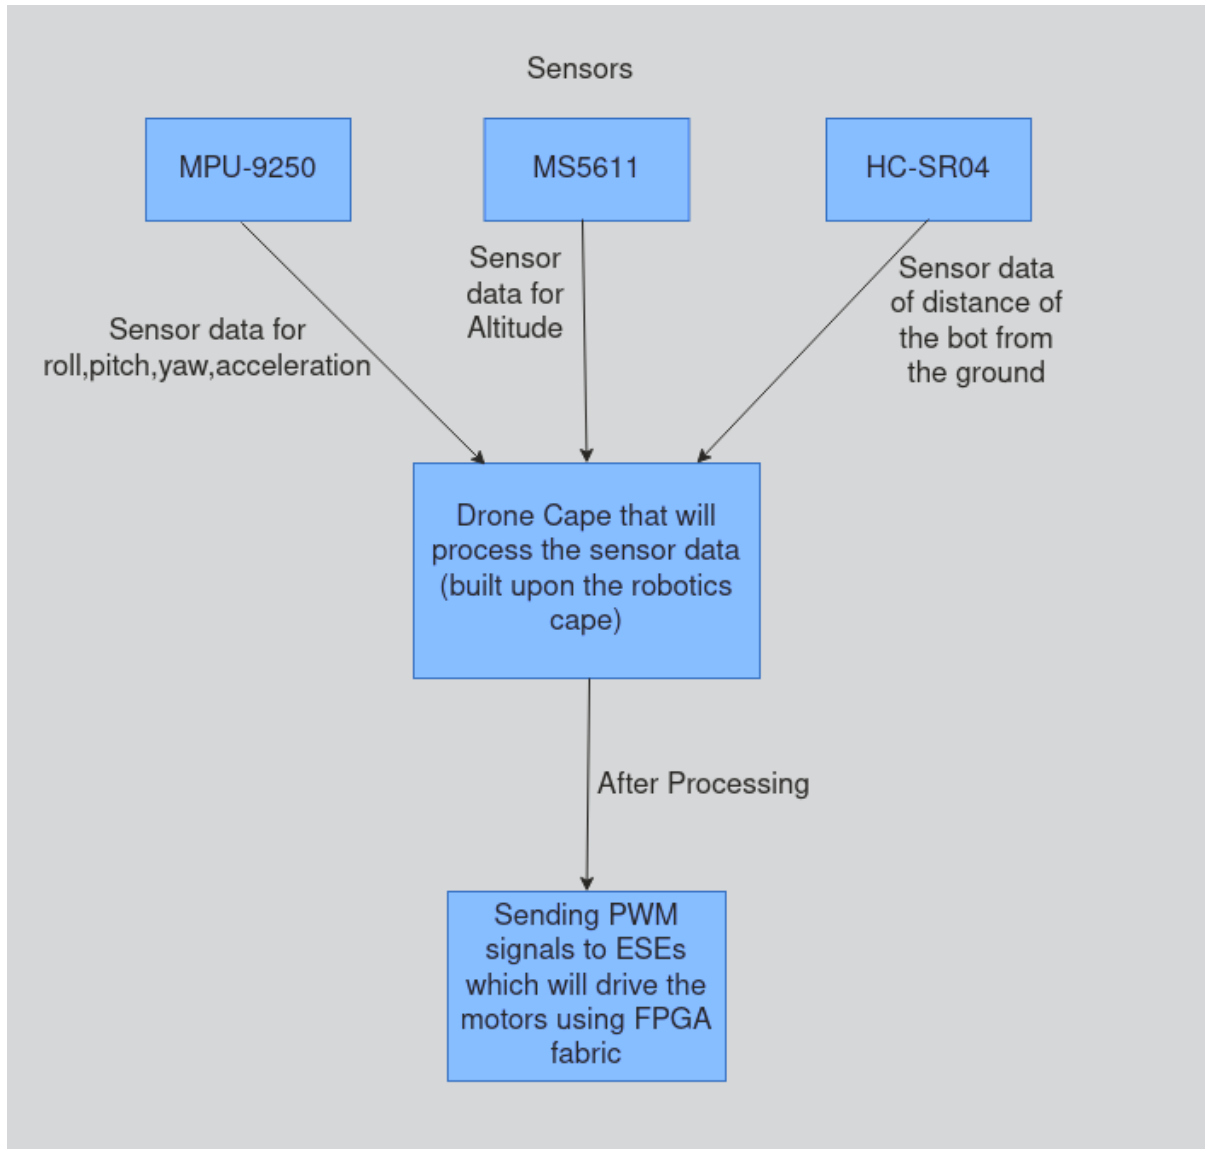 Sensors
MPU-9250
MS5611
HC-SR04
Sensor data for
roll,pitch,yaw,acceleration
Sensor
data for
Altitude
Sensor data
of distance of
the bot from
the ground
Drone Cape that will
process the sensor data
(built upon the robotics
cape)
After Processing
Sending PWM
signals to ESEs
which will drive the
motors using FPGA
fabric